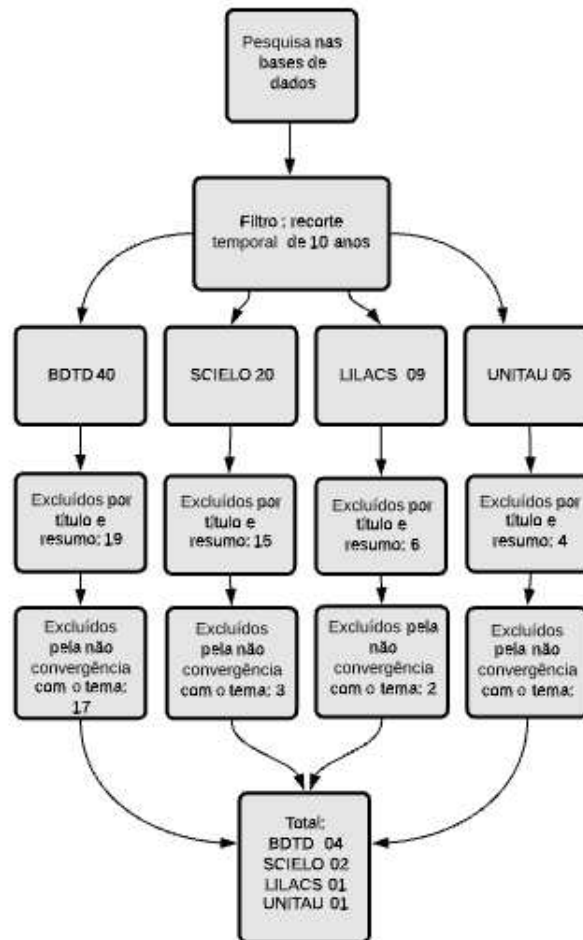 Pesquisa nas
bases de
dados
Filtro : recorte
temporal de 10 anos
BDTD 40
SCIELO 20
LILACS 09
UNITAU 05
Excluídos por
título e
resumo: 19
Excluídos por
título e
resumo: 15
Excluídos por
título e
resumo: 6
Excluídos por
título e
resumo: 4
Excluídos
pela não
convergência
com o tema:
17
Excluídos
pela não
convergência
com o tema: 3
Excluídos pela
não
convergência
com o tema: 2
Excluídos
pela não
convergência
com o tema:
Total:
BDTD 04
SCIELO 02
LILACS 01
UNITAU 01